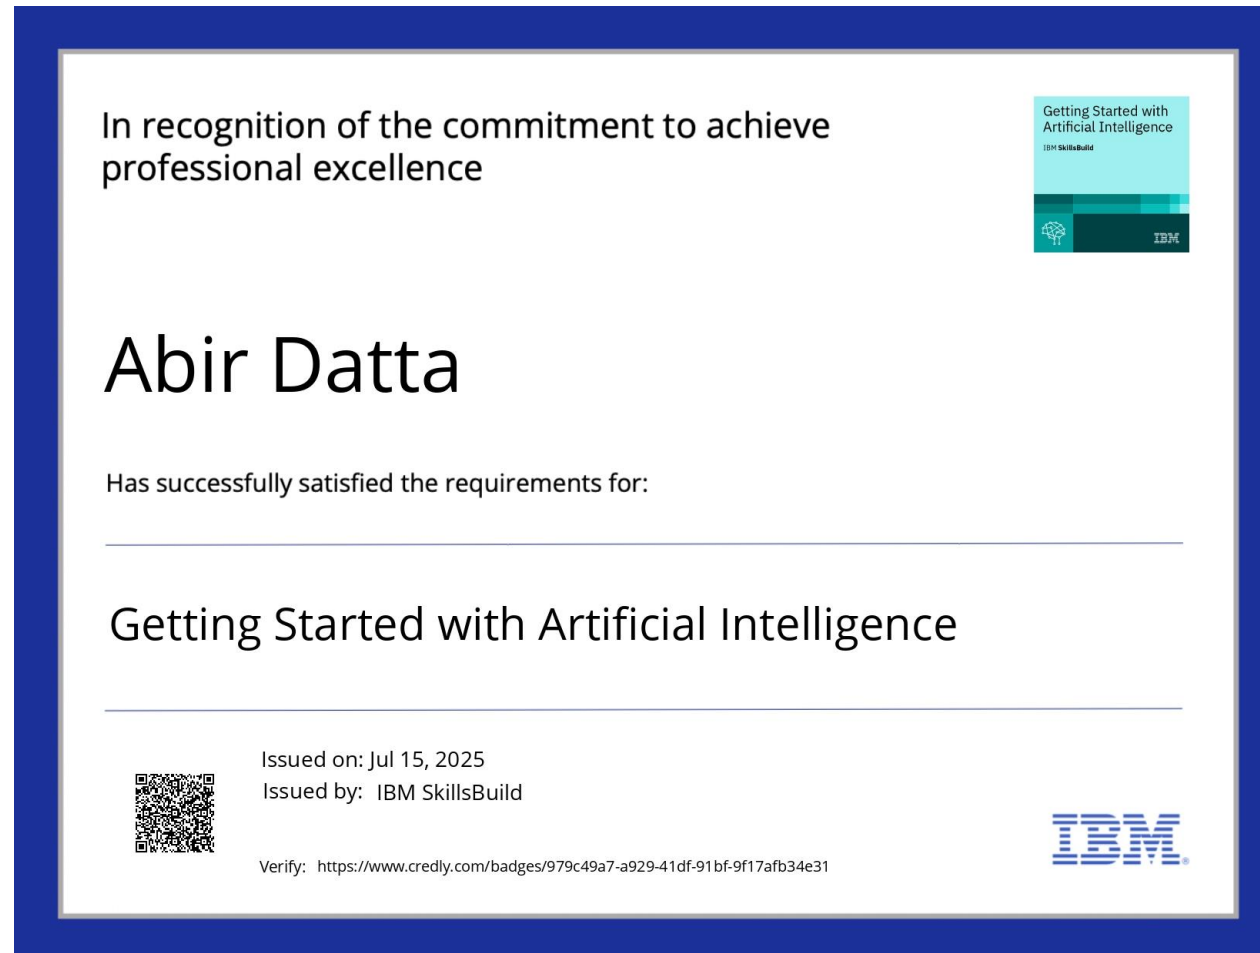 In recognition of the commitment to achieve
professional excellence
Getting Started with
Artificial Intelligence
IBM SkillsBuild
IBM
Abir Datta
Has successfully satisfied the requirements for:
Getting Started with Artificial Intelligence
Issued on: Jul 15, 2025
Issued by: IBM SkillsBuild
Verify: https://www.credly.com/badges/979c49a7-a929-41df-91bf-9f17afb34e31
IBM®